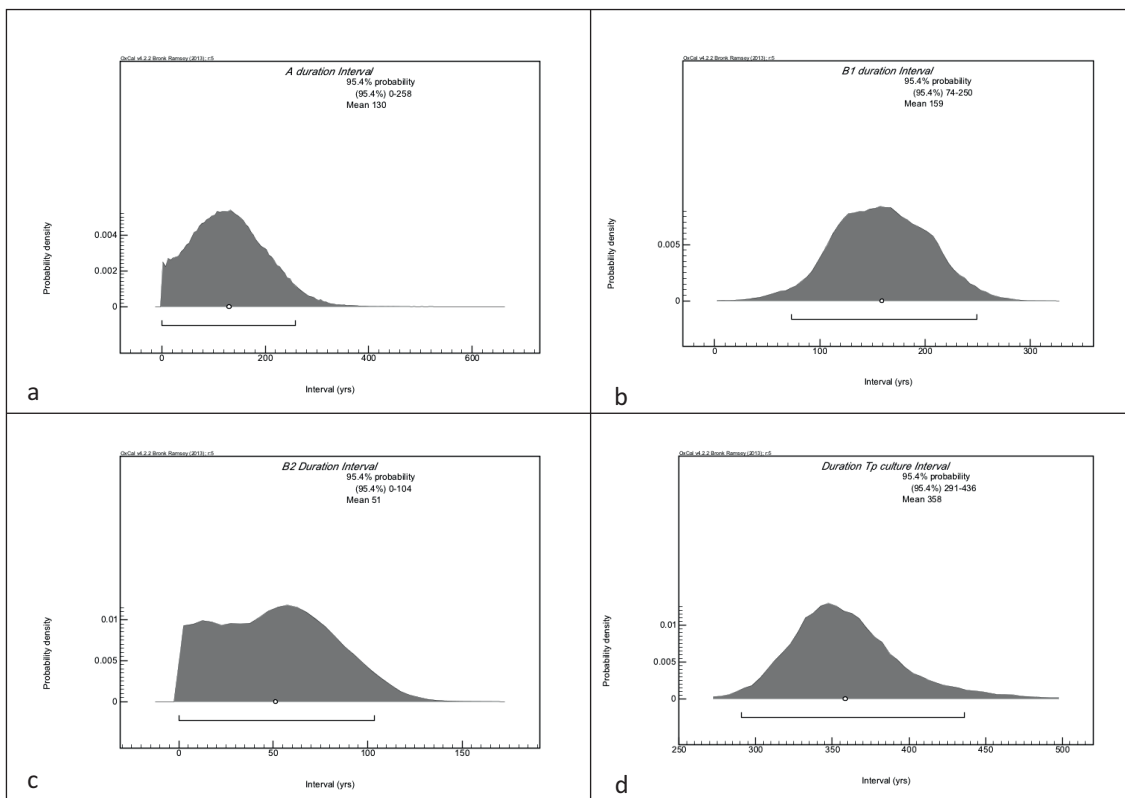 OxCal v4.2.2 Bronk Ramsey (2013); r:5
A duration Interval
95.4% probability
(95.4%) 0-258
Mean 130
Probability density
0.004
0.002
0
0 200 400 600
Interval (yrs)
a
OxCal v4.2.2 Bronk Ramsey (2013); r:5
B1 duration Interval
95.4% probability
(95.4%) 74-250
Mean 159
Probability density
0.005
0
0 100 200 300
Interval (yrs)
b
OxCal v4.2.2 Bronk Ramsey (2013); r:5
B2 Duration Interval
95.4% probability
(95.4%) 0-104
Mean 51
Probability density
0.01
0.005
0
0 50 100 150
Interval (yrs)
c
OxCal v4.2.2 Bronk Ramsey (2013); r:5
Duration Tp culture Interval
95.4% probability
(95.4%) 291-436
Mean 358
Probability density
0.01
0.005
0
250 300 350 400 450 500
Interval (yrs)
d